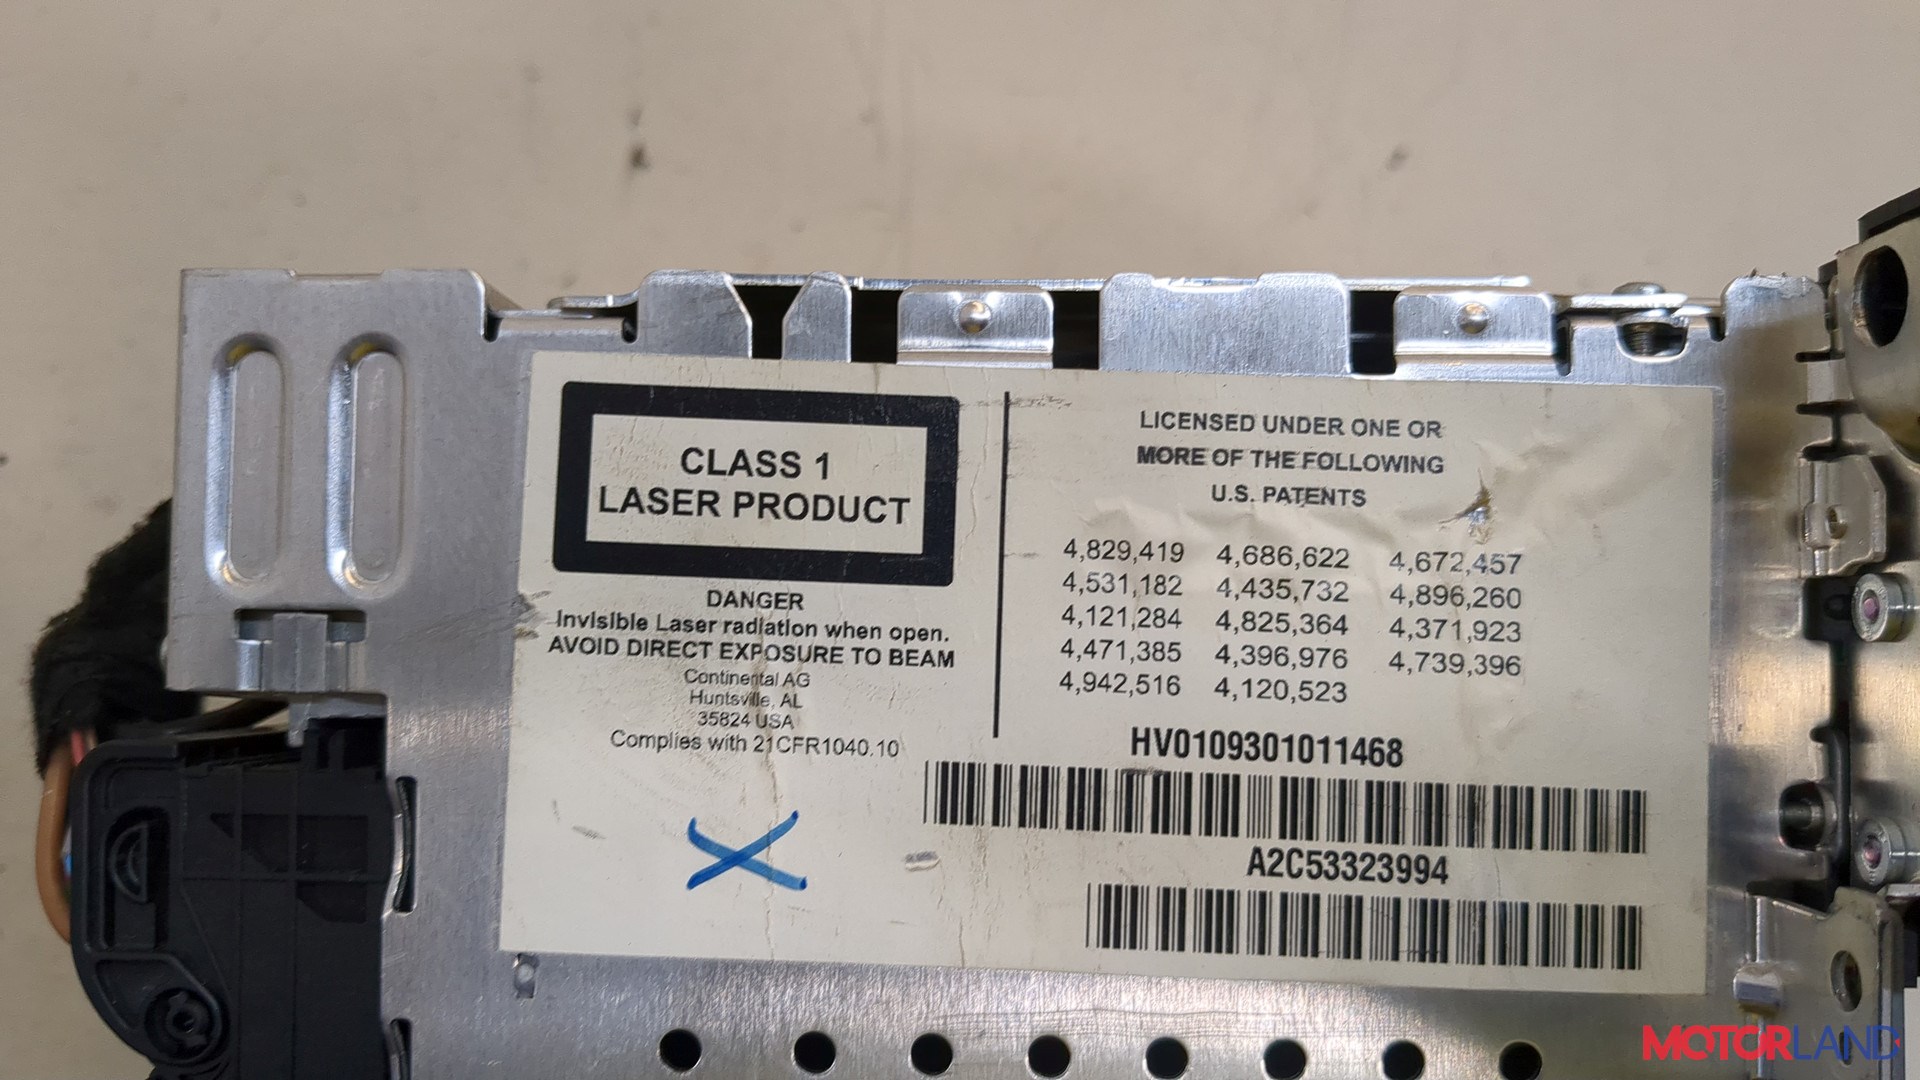 CLASS 1
LASER PRODUCT
DANGER
Invisible Laser radiation when open.
AVOID DIRECT EXPOSURE TO BEAM
Continental AG
Huntsville, AL
35824 USA
Complies with 21CFR1040.10
LICENSED UNDER ONE OR
MORE OF THE FOLLOWING
U.S. PATENTS
4,829,419 4,686,622 4,672,457
4,531,182 4,435,732 4,896,260
4,121,284 4,825,364 4,371,923
4,471,385 4,396,976 4,739,396
4,942,516 4,120,523
HV0109301011468
A2C53323994
MOTORLAND